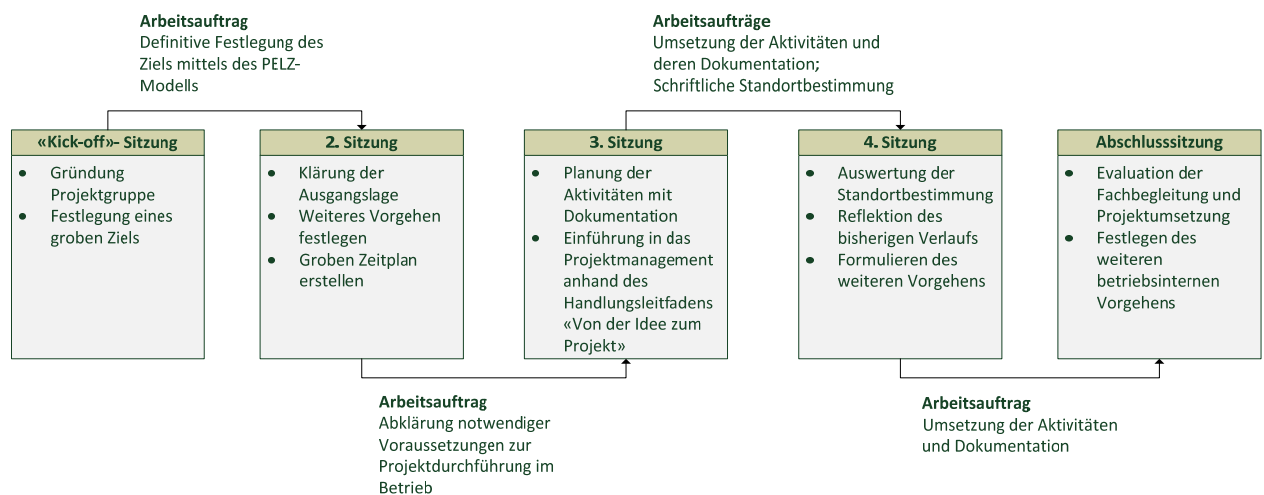 Arbeitsauftrag
Definitive Festlegung des
Ziels mittels des PELZ-
Modells
Arbeitsaufträge
Umsetzung der Aktivitäten und
deren Dokumentation;
Schriftliche Standortbestimmung
«Kick-off»- Sitzung
• Gründung
Projektgruppe
• Festlegung eines
groben Ziels
2. Sitzung
• Klärung der
Ausgangslage
• Weiteres Vorgehen
festlegen
• Groben Zeitplan
erstellen
3. Sitzung
• Planung der
Aktivitäten mit
Dokumentation
• Einführung in das
Projektmanagement
anhand des
Handlungsleitfadens
«Von der Idee zum
Projekt»
4. Sitzung
• Auswertung der
Standortbestimmung
• Reflektion des
bisherigen Verlaufs
• Formulieren des
weiteren Vorgehens
Abschlusssitzung
• Evaluation der
Fachbegleitung und
Projektumsetzung
• Festlegen des
weiteren
betriebsinternen
Vorgehens
Arbeitsauftrag
Abklärung notwendiger
Voraussetzungen zur
Projektdurchführung im
Betrieb
Arbeitsauftrag
Umsetzung der Aktivitäten
und Dokumentation